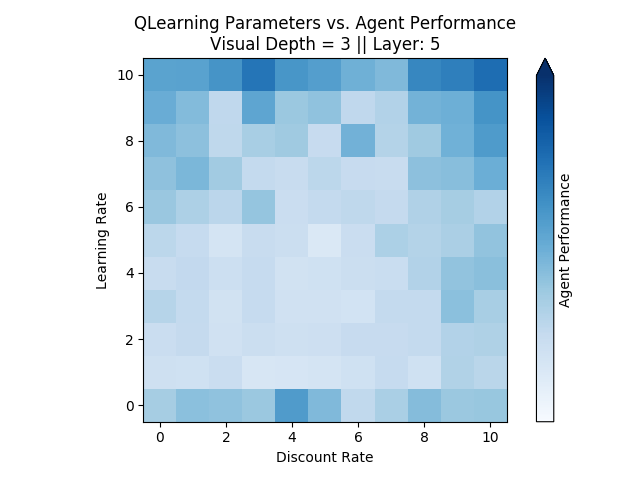 QLearning Parameters vs. Agent Performance
Visual Depth = 3 || Layer: 5
10
8
6
4
2
0
Learning Rate
0 2 4 6 8 10
Discount Rate
Agent Performance